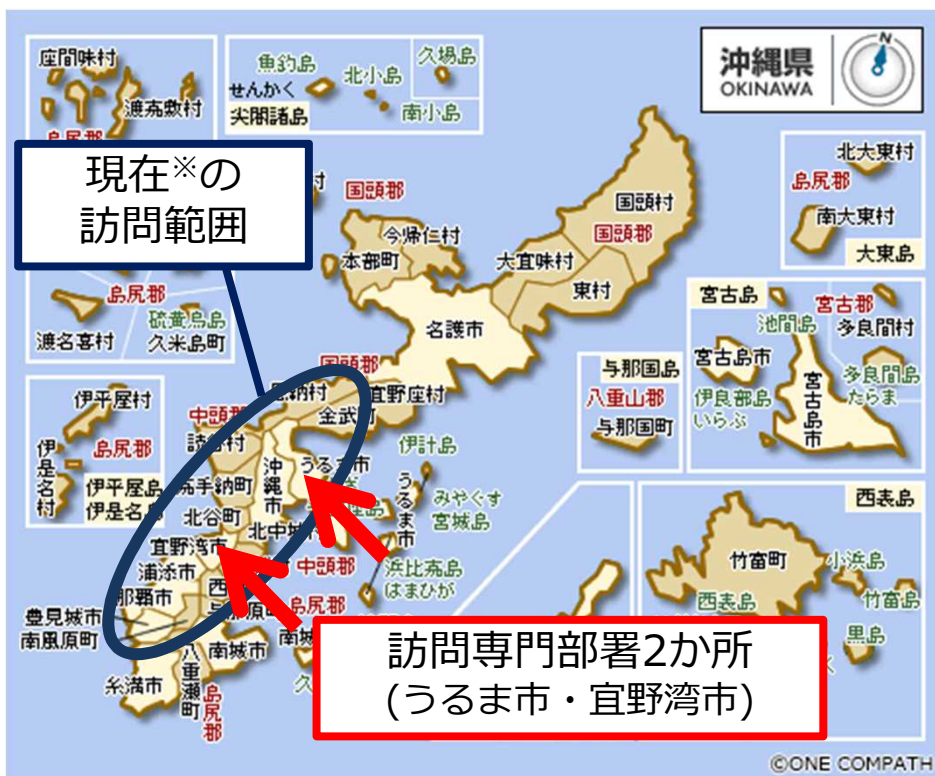 沖縄県
OKINAWA
N
座間味村
渡嘉敷村
島尻郡
魚釣島
北小島
久場島
せんかく
尖閣諸島
南小島
現在※の
訪問範囲
国頭郡
国頭村
国頭郡
今帰仁村
本部町
大宜味村
東村
名護市
北大東村
島尻郡
南大東村
大東島
島尻郡
硫黄鳥島
渡名喜村
久米島町
宮古島
宮古郡
池間島
多良間村
宮古島市
伊良部島
いらぶ
宮古島市
多良間島
たらま
与那国島
八重山郡
与那国町
国頭郡
宜野座村
金武町
伊平屋村
伊是名村
島尻郡
伊平屋島
伊是名島
中頭郡
沖縄市
うるま市
嘉手納町
北谷町
宜野湾市
浦添市
那覇市
伊計島
うるま市
みやぐす
宮城島
中頭郡
浜比嘉島
はまひが
島尻郡
豊見城市
南風原町
南城市
糸満市
八重瀬町
島尻郡
西表島
竹富町
小浜島
西表島
竹富島
黒島
訪問専門部署2か所
(うるま市・宜野湾市)
©ONE COMPATH